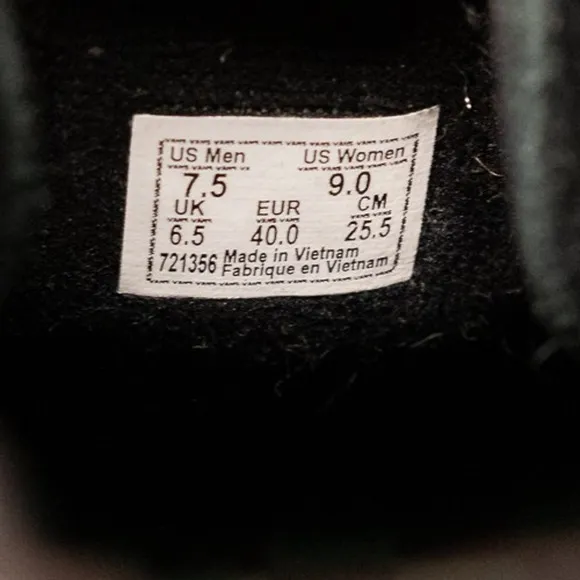 US Men US Women
7.5 9.0
UK EUR CM
6.5 40.0 25.5
721356 Made in Vietnam
Fabrique en Vietnam